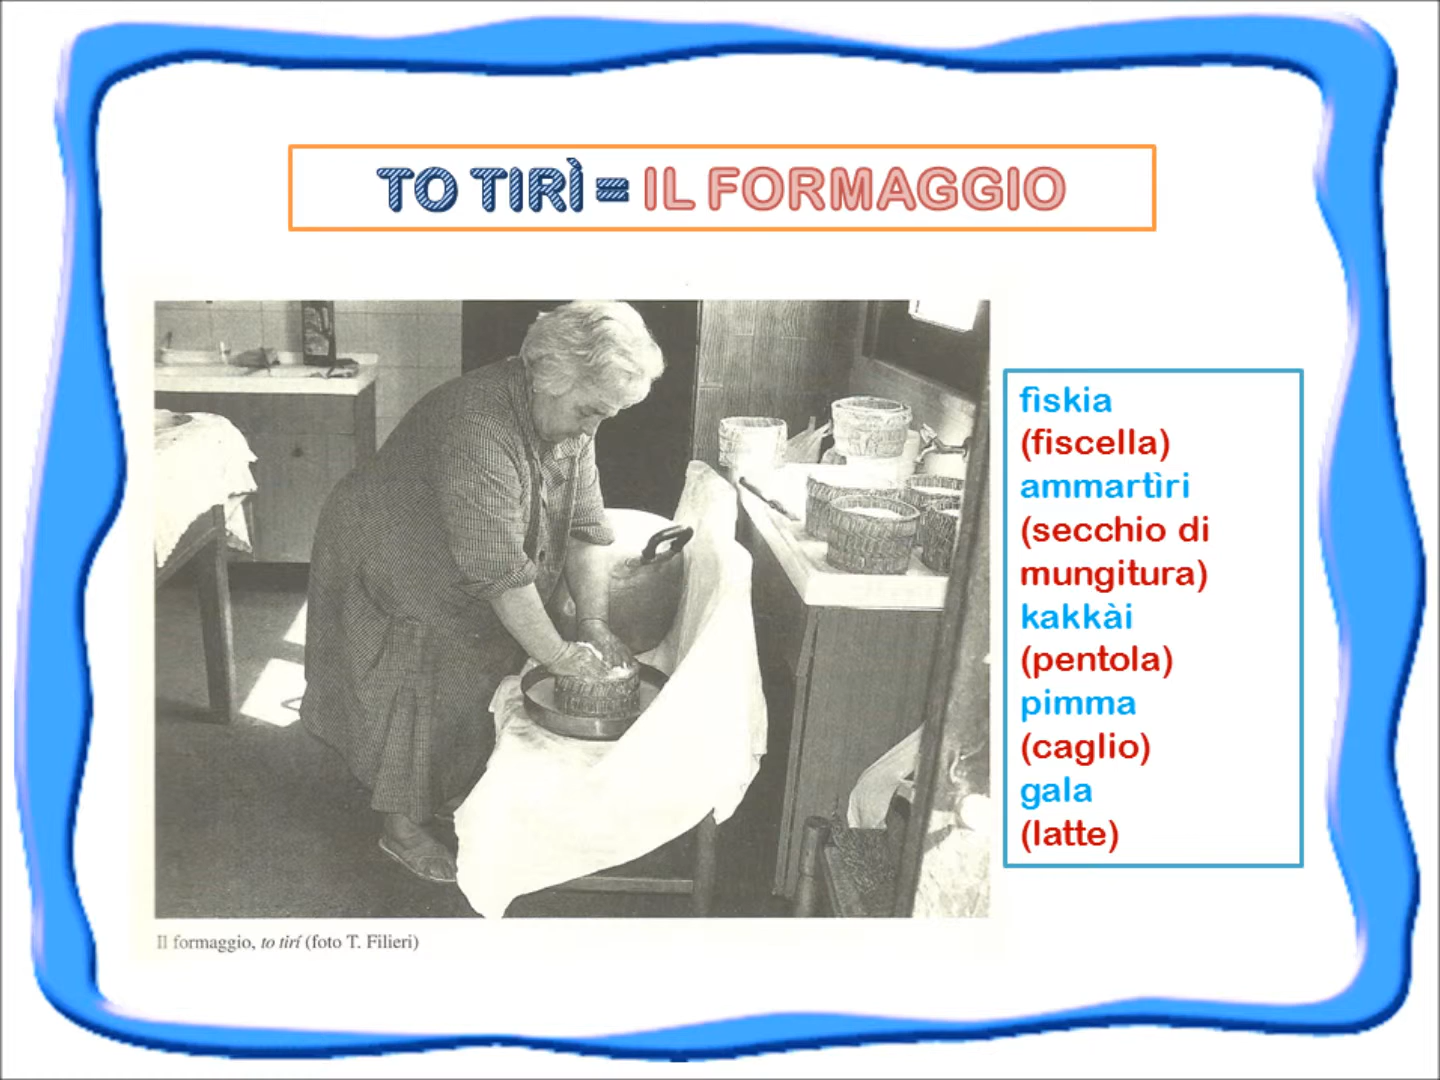 TO TIRÌ = IL FORMAGGIO
fiskia
(fiscella)
ammartìri
(secchio di
mungitura)
kakkài
(pentola)
pimma
(caglio)
gala
(latte)
Il formaggio, to tirí (foto T. Filieri)